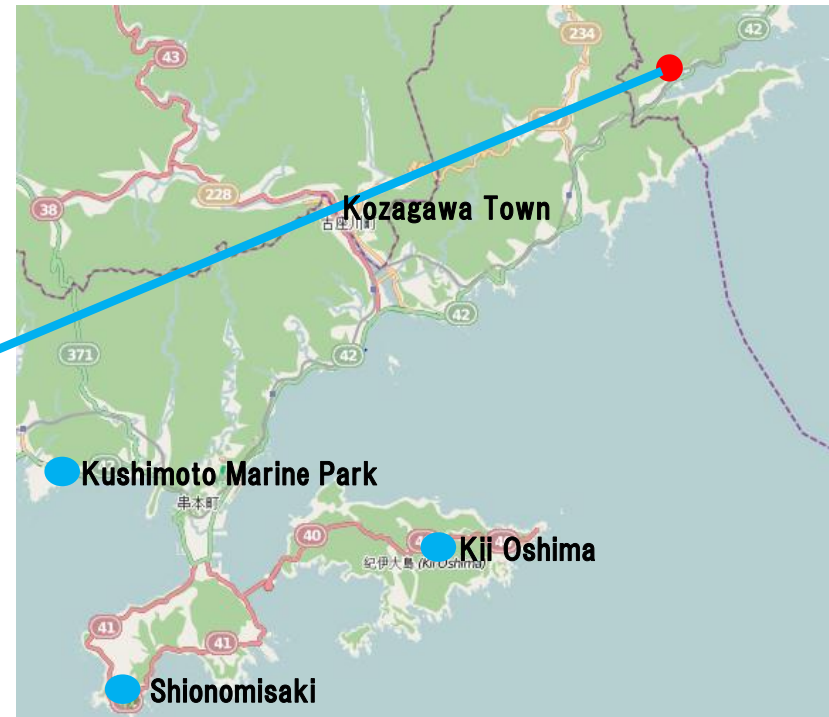 42
234
43
228
38
Kozagawa Town
古座川町
42
42
371
Kushimoto Marine Park
串本町
40
Kii Oshima
紀伊大島 (Kii Oshima)
41
41
Shionomisaki